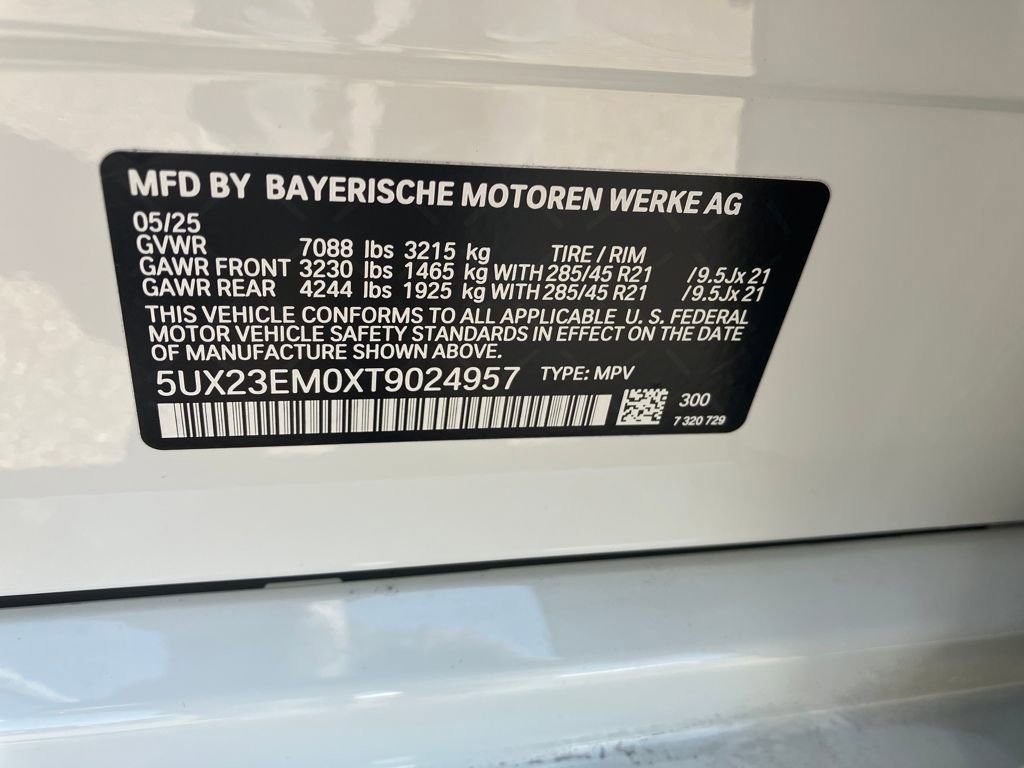 MFD BY BAYERISCHE MOTOREN WERKE AG
05/25
GVWR 7088 lbs 3215 kg TIRE / RIM
GAWR FRONT 3230 lbs 1465 kg WITH 285/45 R21 /9.5Jx 21
GAWR REAR 4244 lbs 1925 kg WITH 285/45 R21 /9.5Jx 21
THIS VEHICLE CONFORMS TO ALL APPLICABLE U. S. FEDERAL
MOTOR VEHICLE SAFETY STANDARDS IN EFFECT ON THE DATE
OF MANUFACTURE SHOWN ABOVE.
5UX23EM0XT9024957 TYPE: MPV
300
7 320 729